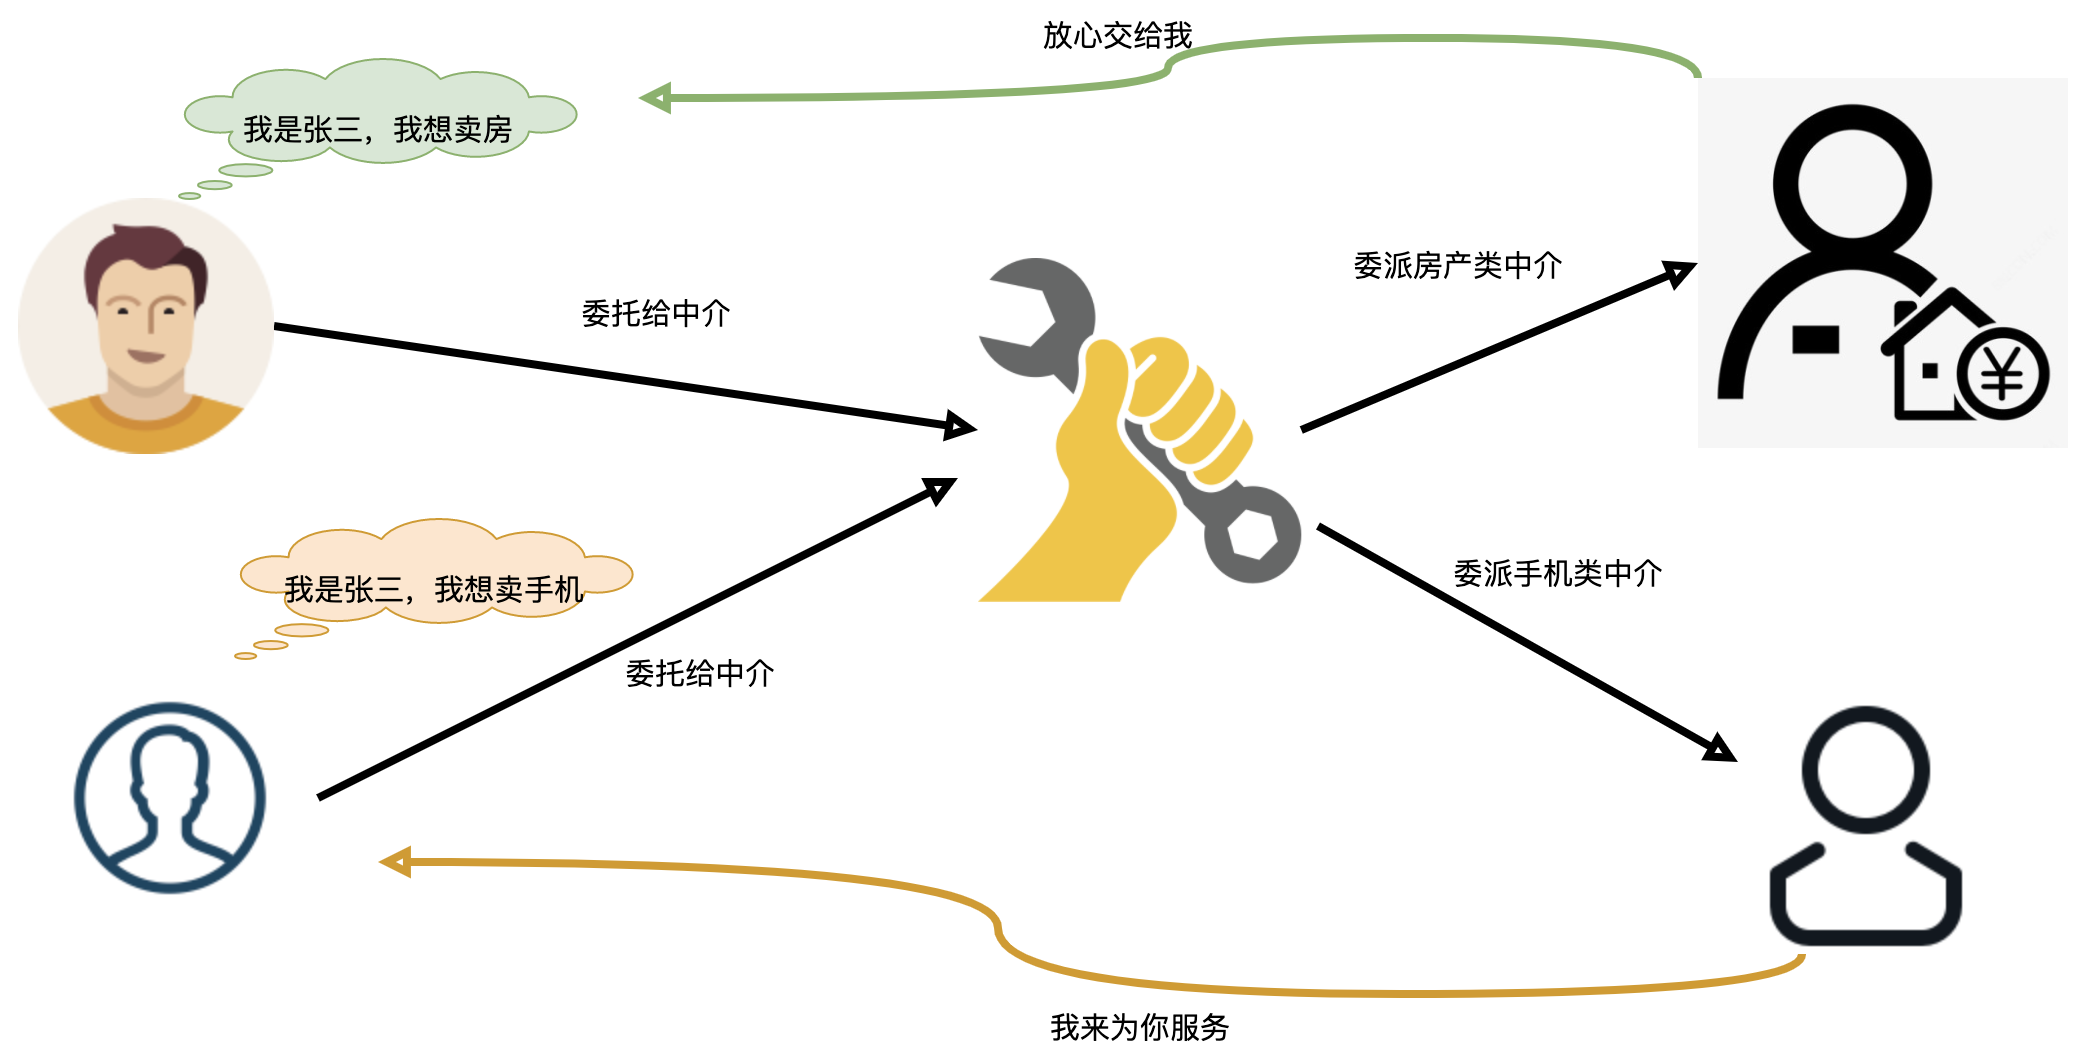 放心交给我
我是张三，我想卖房
委派房产类中介
委托给中介
委派手机类中介
我是张三，我想卖手机
委托给中介
我来为你服务